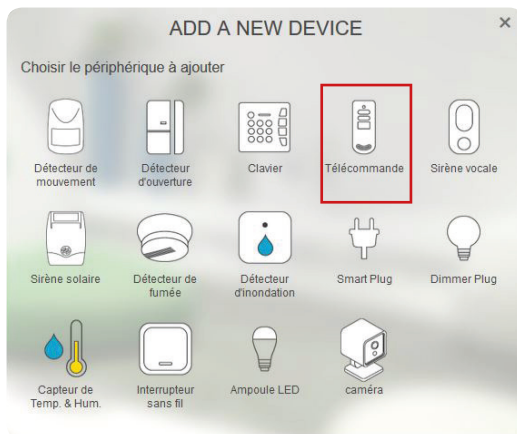 ADD A NEW DEVICE
×
Choisir le périphérique à ajouter
Détecteur de
mouvement
Détecteur
d'ouverture
Clavier
Télécommande
Sirène vocale
Sirène solaire
Détecteur de
fumée
Détecteur
d'inondation
Smart Plug
Dimmer Plug
Capteur de
Temp. & Hum.
Interrupteur
sans fil
Ampoule LED
caméra